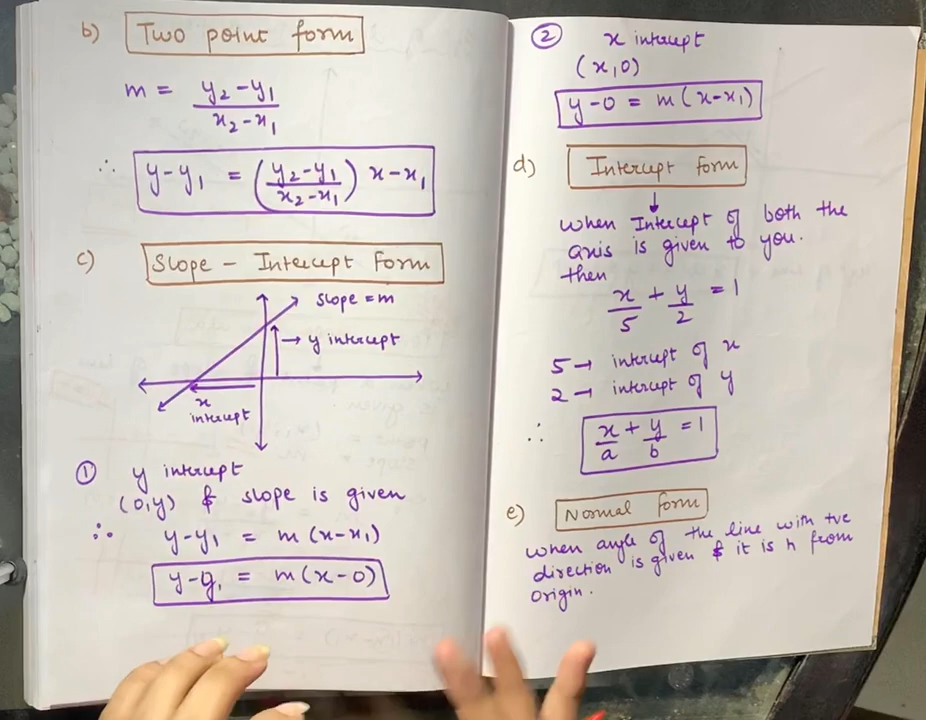 b) Two point form
m = y₂-y₁ / x₂-x₁
∴ y-y₁ = (y₂-y₁ / x₂-x₁) x-x₁
c) Slope - Intercept Form
slope = m
→ y intercept
x
intercept
① y intercept
(0,y) & slope is given
∴ y-y₁ = m(x-x₁)
y-y₁ = m(x-0)
② x intercept
(x,0)
y-0 = m(x-x₁)
d) Intercept form
↓
when Intercept of both the
axis is given to you.
then
x/5 + y/2 = 1
5 → intercept of x
2 → intercept of y
∴ x/a + y/b = 1
e) Normal form
when angle of the line with +ve
direction is given & it is h from
origin.